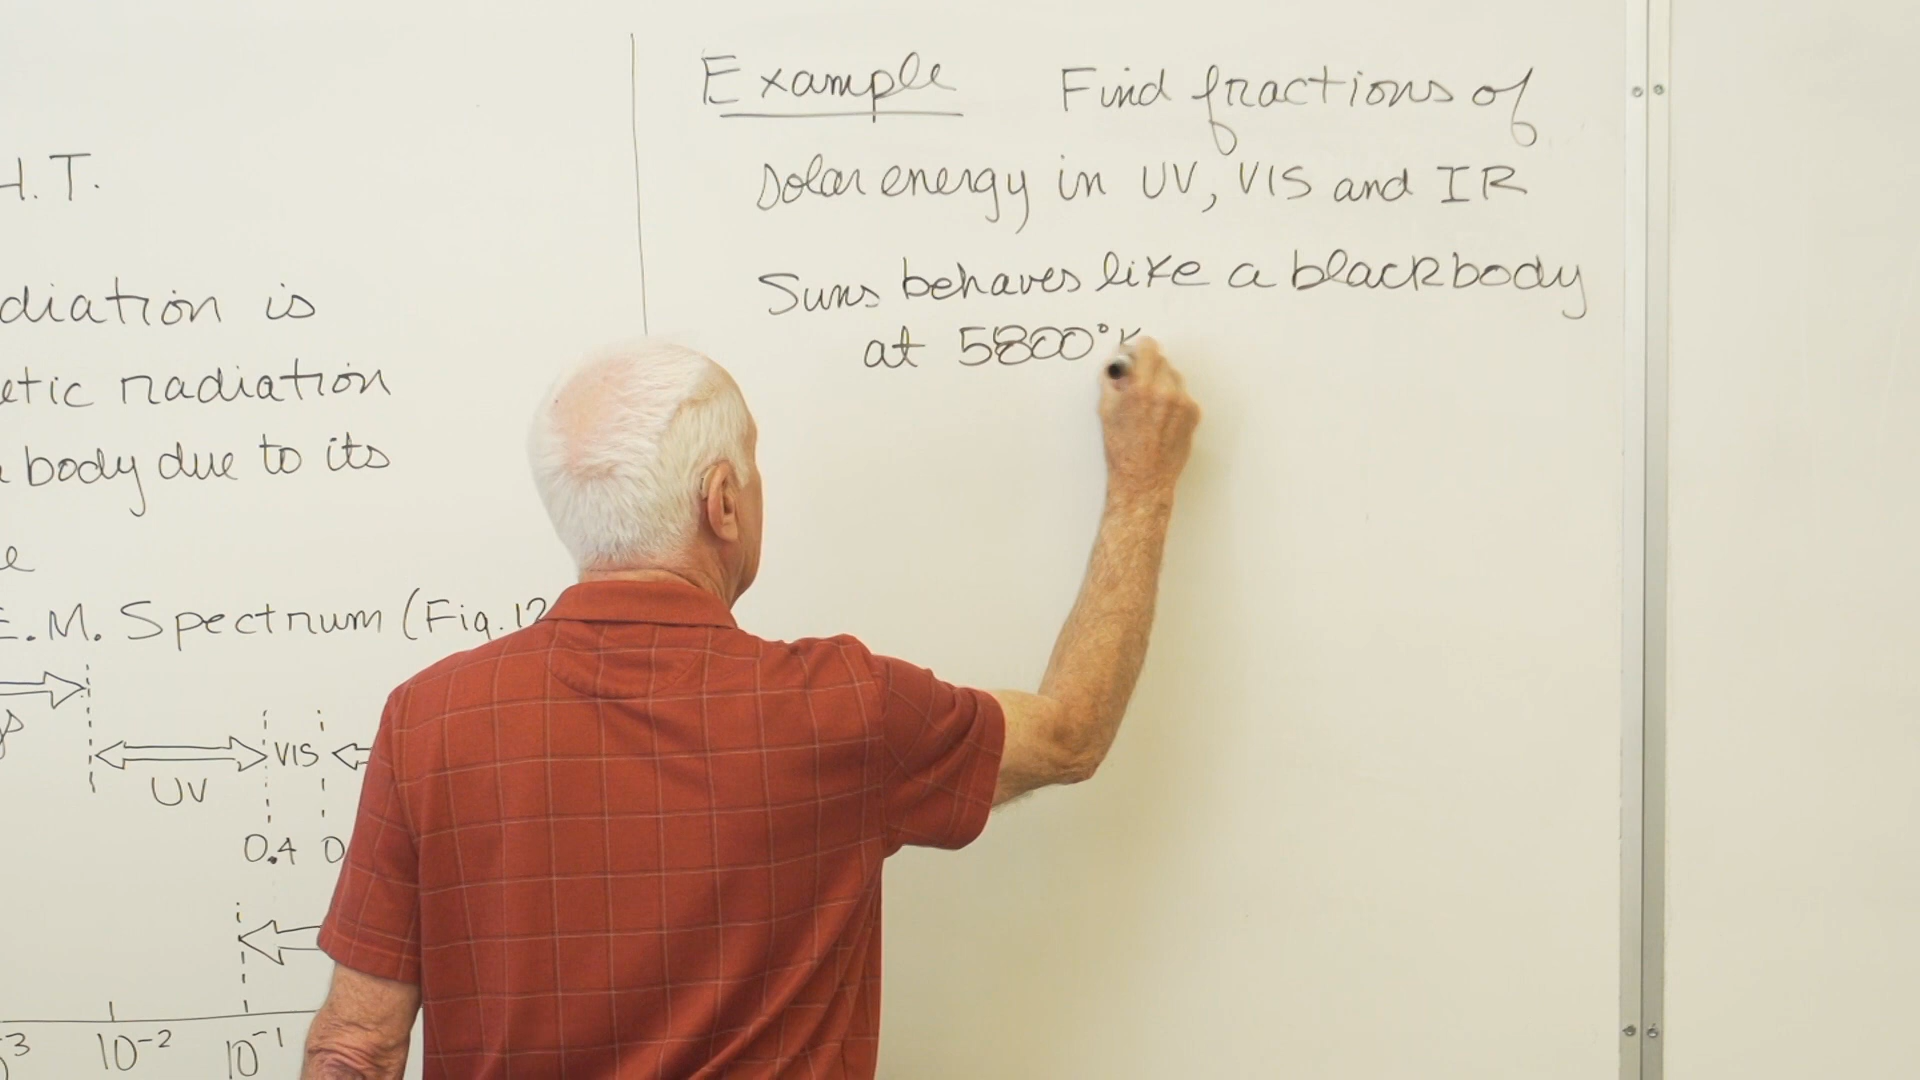 H.T.
diation is
etic radiation
body due to its
e
E.M. Spectrum (Fig. 12
VIS
UV
0.4 0
10-2 10-1
Example Find fractions of
solar energy in UV, VIS and IR
Suns behaves like a blackbody
at 5800°K